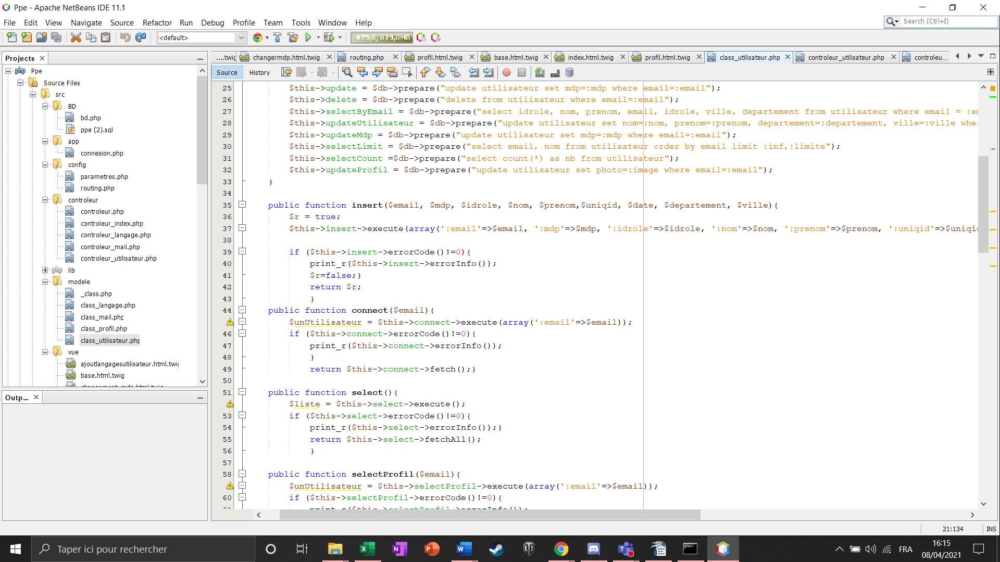 Ppe - Apache NetBeans IDE 11.1
File Edit View Navigate Source Refactor Run Debug Profile Team Tools Window Help
Search (Ctrl+I)
<default>
475,6/879,0MB
Projects
....twig changermdp.html.twig routing.php profil.html.twig base.html.twig index.html.twig profil.html.twig class_utilisateur.php controleur_utilisateur.php controleu...
Source History
Ppe
Source Files
src
BD
bd.php
ppe (2).sql
app
connexion.php
config
parametres.php
routing.php
controleur
controleur.php
controleur_index.php
controleur_langage.php
controleur_mail.php
controleur_utilisateur.php
lib
modele
_class.php
class_langage.php
class_mail.php
class_profil.php
class_utilisateur.php
vue
ajoutlangagesutilisateur.html.twi
base.html.twig
Outp...
25 $this->update = $db->prepare("update utilisateur set mdp=:mdp where email=:email");
26 $this->delete = $db->prepare("delete from utilisateur where email=:email");
27 $this->selectByEmail = $db->prepare("select idrole, nom, prenom, email, idrole, ville, departement from utilisateur where email = :em
28 $this->updateUtilisateur = $db->prepare("update utilisateur set nom=:nom, prenom=:prenom, departement=:departement, ville=:ville wher
29 $this->updateMdp = $db->prepare("update utilisateur set mdp=:mdp where email=:email");
30 $this->selectLimit = $db->prepare("select email, nom from utilisateur order by email limit :inf,:limite");
31 $this->selectCount =$db->prepare("select count(*) as nb from utilisateur");
32 $this->updateProfil = $db->prepare("update utilisateur set photo=:image where email=:email");
33 }
34
35 public function insert($email, $mdp, $idrole, $nom, $prenom,$uniqid, $date, $departement, $ville){
36 $r = true;
37 $this->insert->execute(array(':email'=>$email, ':mdp'=>$mdp, ':idrole'=>$idrole, ':nom'=>$nom, ':prenom'=>$prenom, ':uniqid'=>$uniqid
38
39 if ($this->insert->errorCode()!=0){
40 print_r($this->insert->errorInfo());
41 $r=false;}
42 return $r;
43 }
44 public function connect($email){
$unUtilisateur = $this->connect->execute(array(':email'=>$email));
46 if ($this->connect->errorCode()!=0){
47 print_r($this->connect->errorInfo());
48 }
49 return $this->connect->fetch();}
50
51 public function select(){
$liste = $this->select->execute();
53 if ($this->select->errorCode()!=0){
54 print_r($this->select->errorInfo());}
55 return $this->select->fetchAll();
56 }
57
58 public function selectProfil($email){
$unUtilisateur = $this->selectProfil->execute(array(':email'=>$email));
60 if ($this->selectProfil->errorCode()!=0){
61 print_r($this->selectProfil->errorInfo());
21:134 INS
Taper ici pour rechercher
FRA
16:15
08/04/2021